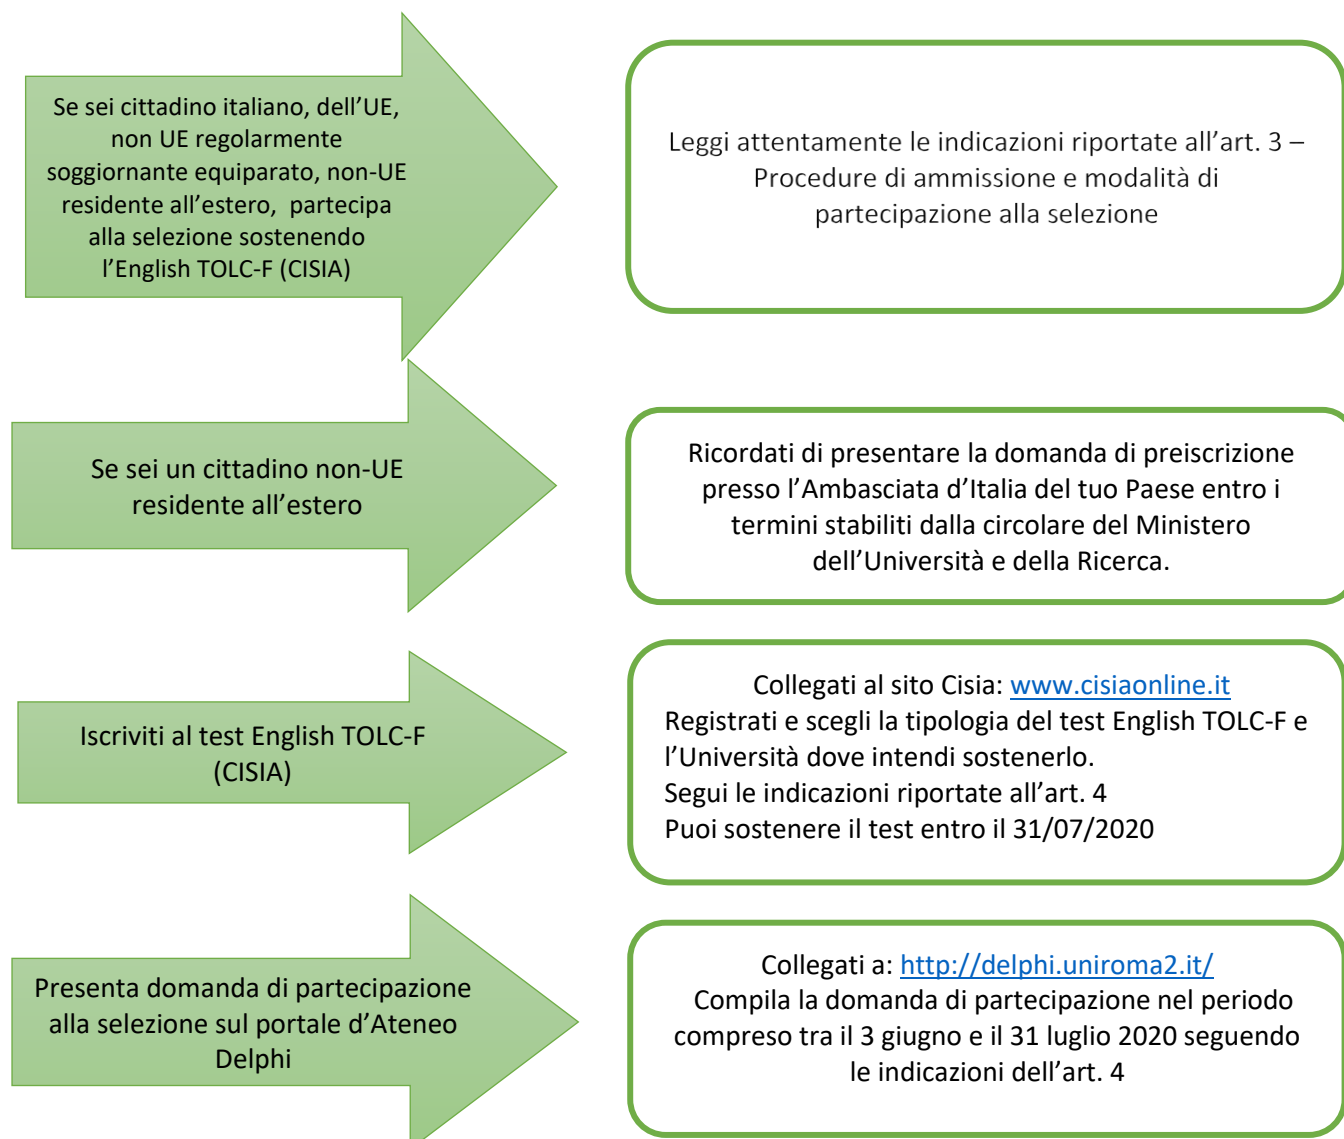 Se sei cittadino italiano, dell’UE,
non UE regolarmente
soggiornante equiparato, non-UE
residente all’estero,  partecipa
alla selezione sostenendo
l’English TOLC-F (CISIA)
Leggi attentamente le indicazioni riportate all’art. 3 –
Procedure di ammissione e modalità di
partecipazione alla selezione
Se sei un cittadino non-UE
residente all’estero
Ricordati di presentare la domanda di preiscrizione
presso l’Ambasciata d’Italia del tuo Paese entro i
termini stabiliti dalla circolare del Ministero
dell’Università e della Ricerca.
Iscriviti al test English TOLC-F
(CISIA)
Collegati al sito Cisia: www.cisiaonline.it
Registrati e scegli la tipologia del test English TOLC-F e
l’Università dove intendi sostenerlo.
Segui le indicazioni riportate all’art. 4
Puoi sostenere il test entro il 31/07/2020
Presenta domanda di partecipazione
alla selezione sul portale d’Ateneo
Delphi
Collegati a: http://delphi.uniroma2.it/
Compila la domanda di partecipazione nel periodo
compreso tra il 3 giugno e il 31 luglio 2020 seguendo
le indicazioni dell’art. 4